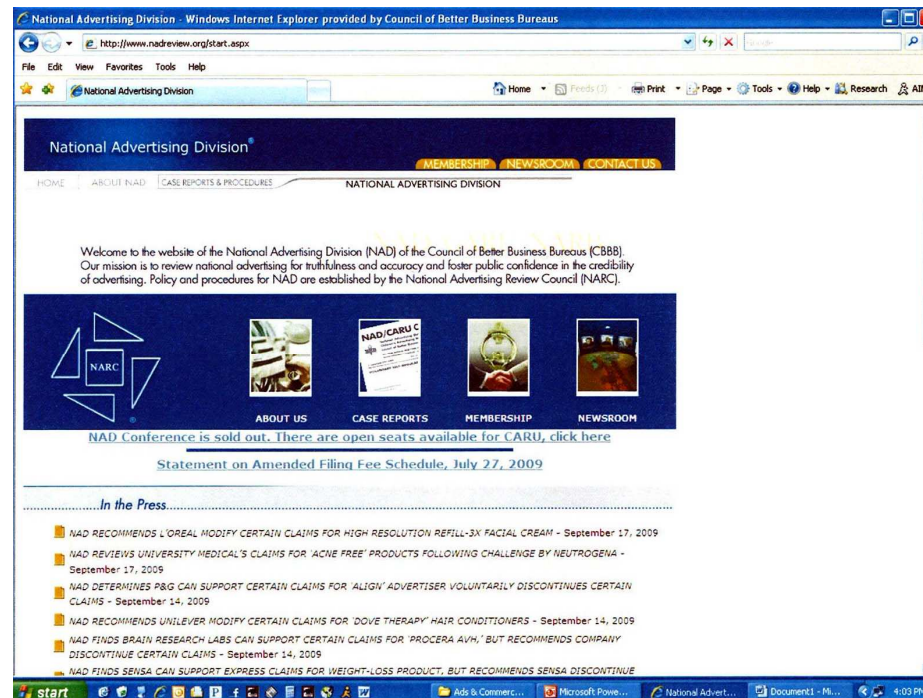 National Advertising Division - Windows Internet Explorer provided by Council of Better Business Bureaus
http://www.nadreview.org/start.aspx
File Edit View Favorites Tools Help
National Advertising Division
Home Feeds (J) Print Page Tools Help Research AI
National Advertising Division®
MEMBERSHIP NEWSROOM CONTACT US
HOME ABOUT NAD CASE REPORTS & PROCEDURES NATIONAL ADVERTISING DIVISION
Welcome to the website of the National Advertising Division (NAD) of the Council of Better Business Bureaus (CBBB).
Our mission is to review national advertising for truthfulness and accuracy and foster public confidence in the credibility
of advertising. Policy and procedures for NAD are established by the National Advertising Review Council (NARC).
NAD/CARU C
NARC
ABOUT US CASE REPORTS MEMBERSHIP NEWSROOM
NAD Conference is sold out. There are open seats available for CARU, click here
Statement on Amended Filing Fee Schedule, July 27, 2009
In the Press
NAD RECOMMENDS L'OREAL MODIFY CERTAIN CLAIMS FOR HIGH RESOLUTION REFILL-3X FACIAL CREAM - September 17, 2009
NAD REVIEWS UNIVERSITY MEDICAL'S CLAIMS FOR 'ACNE FREE' PRODUCTS FOLLOWING CHALLENGE BY NEUTROGENA -
September 17, 2009
NAD DETERMINES P&G CAN SUPPORT CERTAIN CLAIMS FOR 'ALIGN' ADVERTISER VOLUNTARILY DISCONTINUES CERTAIN
CLAIMS - September 14, 2009
NAD RECOMMENDS UNILEVER MODIFY CERTAIN CLAIMS FOR 'DOVE THERAPY' HAIR CONDITIONERS - September 14, 2009
NAD FINDS BRAIN RESEARCH LABS CAN SUPPORT CERTAIN CLAIMS FOR 'PROCERA AVH,' BUT RECOMMENDS COMPANY
DISCONTINUE CERTAIN CLAIMS - September 14, 2009
NAD FINDS SENSA CAN SUPPORT EXPRESS CLAIMS FOR WEIGHT-LOSS PRODUCT, BUT RECOMMENDS SENSA DISCONTINUE
start Ads & Commerc... Microsoft Powe... National Advert... Document1 - Mi... 4:03 PM